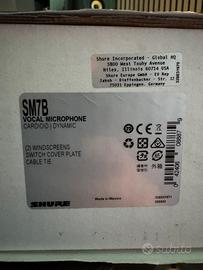 Shure Incorporated - Global HQ
5800 West Touhy Avenue
Niles, Illinois 60714 USA
Shure Europe GmbH - EU Rep
Jakob - Dieffenbacher - Str. 12
75031 Eppingen, Germany
SM7B
VOCAL MICROPHONE
CARDIOID | DYNAMIC
(2) WINDSCREENS
SWITCH COVER PLATE
CABLE TIE
SHURE
Made in Mexico
subito